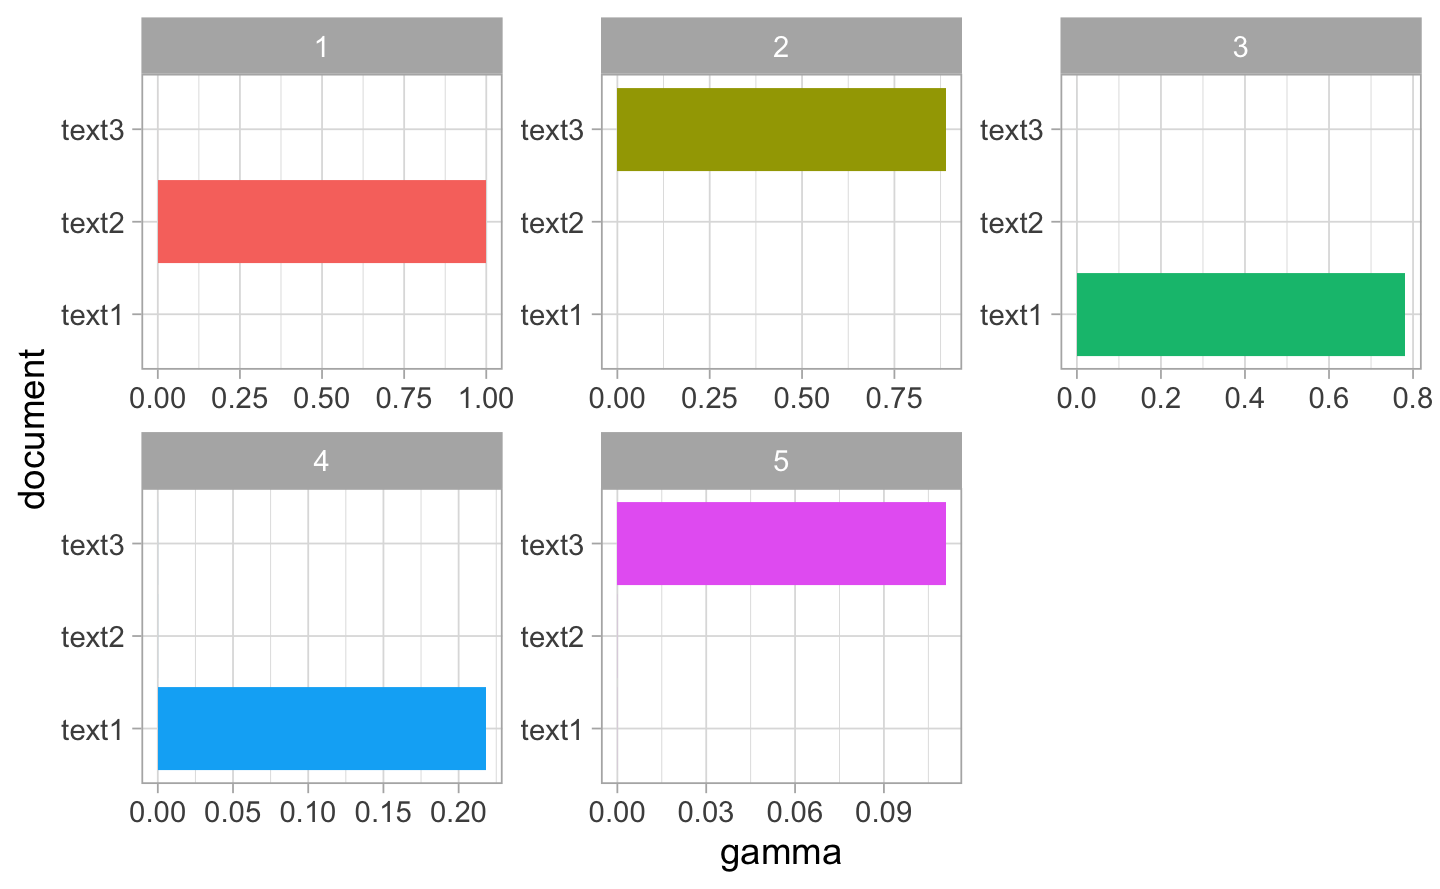 1 2 3
text3 text3 text3
text2 text2 text2
text1 text1 text1
0.00 0.25 0.50 0.75 1.00 0.00 0.25 0.50 0.75 0.0 0.2 0.4 0.6 0.8
document
4 5
text3 text3
text2 text2
text1 text1
0.00 0.05 0.10 0.15 0.20 0.00 0.03 0.06 0.09
gamma